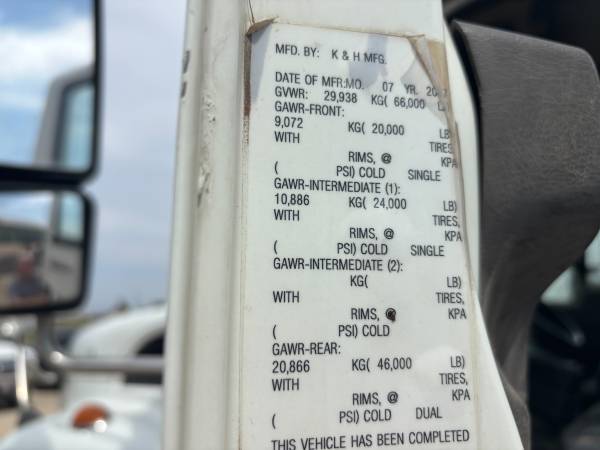 MFD. BY: K & H MFG.
DATE OF MFR:MO. 07 YR.
GVWR: 29,938 KG( 66,000
GAWR-FRONT:
9,072 KG( 20,000 LB)
WITH TIRES,
RIMS, @ KPA
( PSI) COLD SINGLE
GAWR-INTERMEDIATE (1):
10,886 KG( 24,000 LB)
WITH TIRES,
RIMS, @ KPA
( PSI) COLD SINGLE
GAWR-INTERMEDIATE (2):
KG( LB)
WITH TIRES,
RIMS, @ KPA
( PSI) COLD
GAWR-REAR:
20,866 KG( 46,000 LB)
WITH TIRES,
RIMS, @ KPA
( PSI) COLD DUAL
THIS VEHICLE HAS BEEN COMPLETED